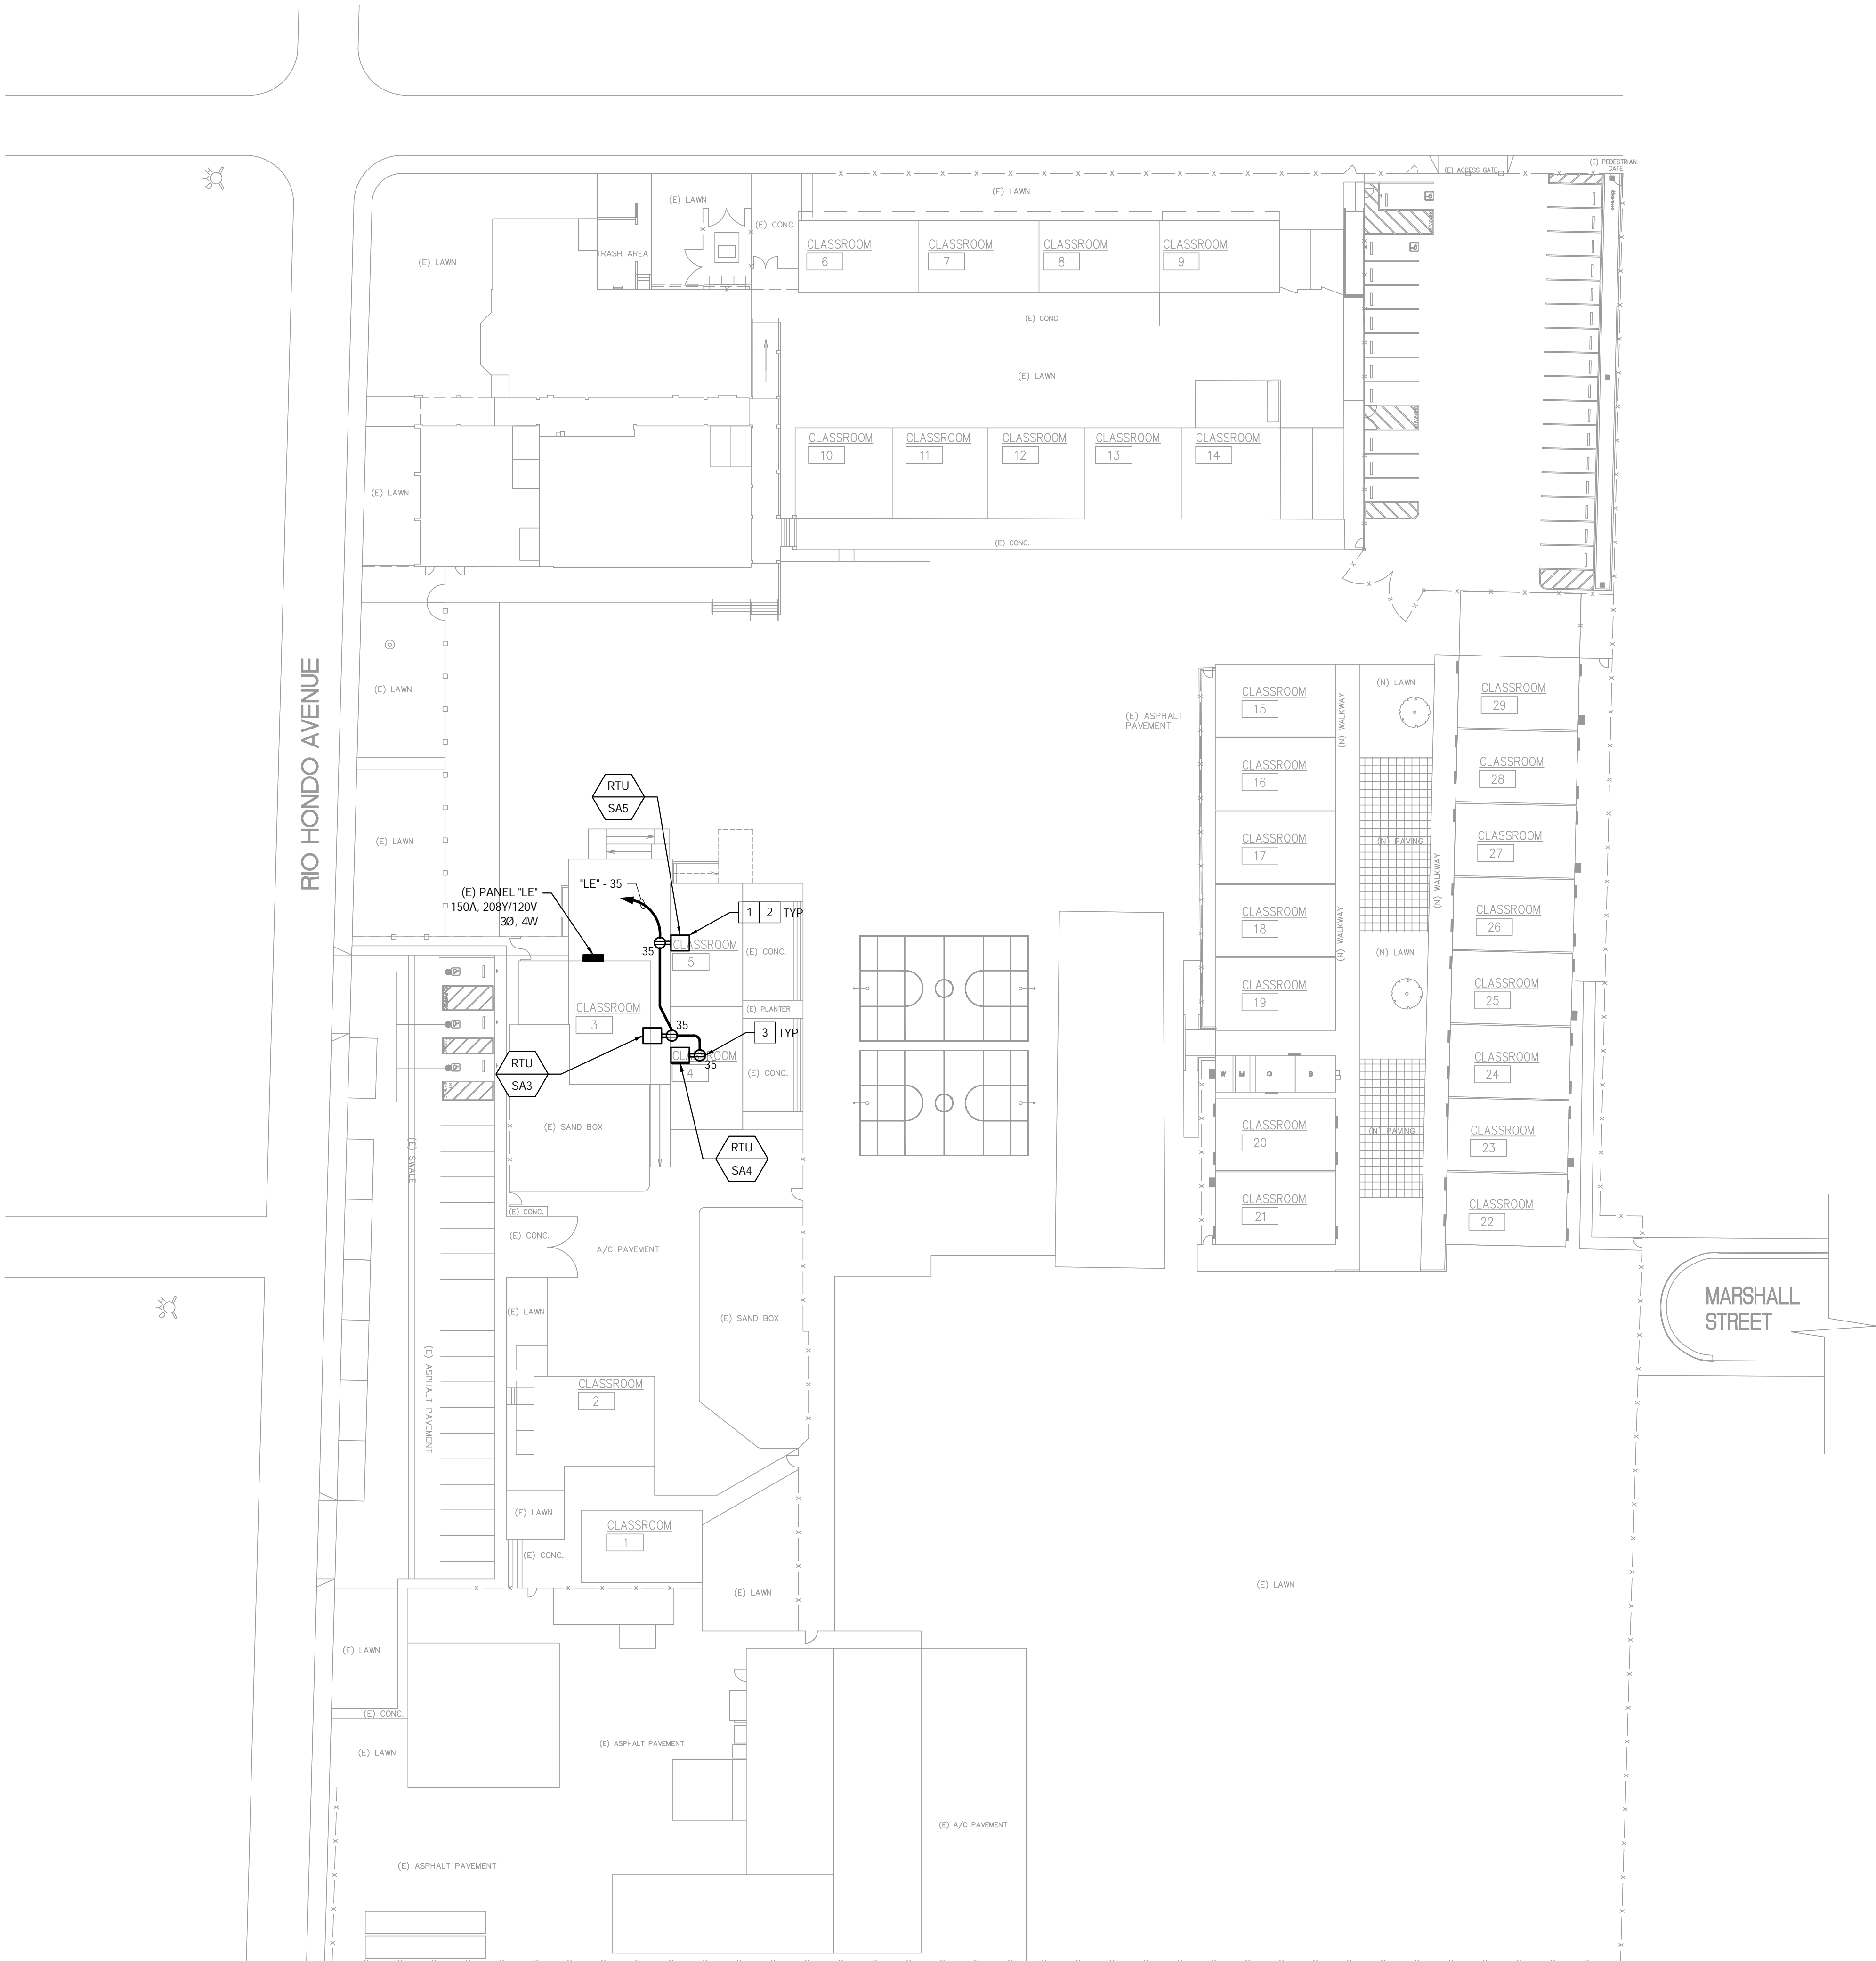 (E) PEDESTRIAN
GATE
(E) ACCESS GATE
(E) LAWN
(E) LAWN
(E) CONC.
TRASH AREA
(E) LAWN
CLASSROOM
6
CLASSROOM
7
CLASSROOM
8
CLASSROOM
9
(E) CONC.
(E) LAWN
CLASSROOM
10
CLASSROOM
11
CLASSROOM
12
CLASSROOM
13
CLASSROOM
14
(E) LAWN
(E) CONC.
RIO HONDO AVENUE
(E) LAWN
(E) LAWN
(E) ASPHALT
PAVEMENT
CLASSROOM
15
CLASSROOM
16
CLASSROOM
17
CLASSROOM
18
CLASSROOM
19
(N) WALKWAY
(N) WALKWAY
(N) LAWN
(N) PAVING
(N) WALKWAY
(N) LAWN
(N) PAVING
CLASSROOM
29
CLASSROOM
28
CLASSROOM
27
CLASSROOM
26
CLASSROOM
25
CLASSROOM
24
CLASSROOM
23
CLASSROOM
22
W
M
G
B
CLASSROOM
20
CLASSROOM
21
RTU
SA5
"LE" - 35
(E) PANEL "LE"
150A, 208Y/120V
3Ø, 4W
1 2 TYP
35
CLASSROOM
5
(E) CONC.
(E) PLANTER
CLASSROOM
3
35
3 TYP
CLASSROOM
4
35
(E) CONC.
RTU
SA3
RTU
SA4
(E) SAND BOX
(E) SWALE
(E) CONC.
(E) CONC.
A/C PAVEMENT
(E) LAWN
(E) SAND BOX
MARSHALL
STREET
(E) ASPHALT PAVEMENT
CLASSROOM
2
(E) LAWN
CLASSROOM
1
(E) CONC.
(E) LAWN
(E) LAWN
(E) LAWN
(E) CONC.
(E) LAWN
(E) ASPHALT PAVEMENT
(E) A/C PAVEMENT
(E) ASPHALT PAVEMENT